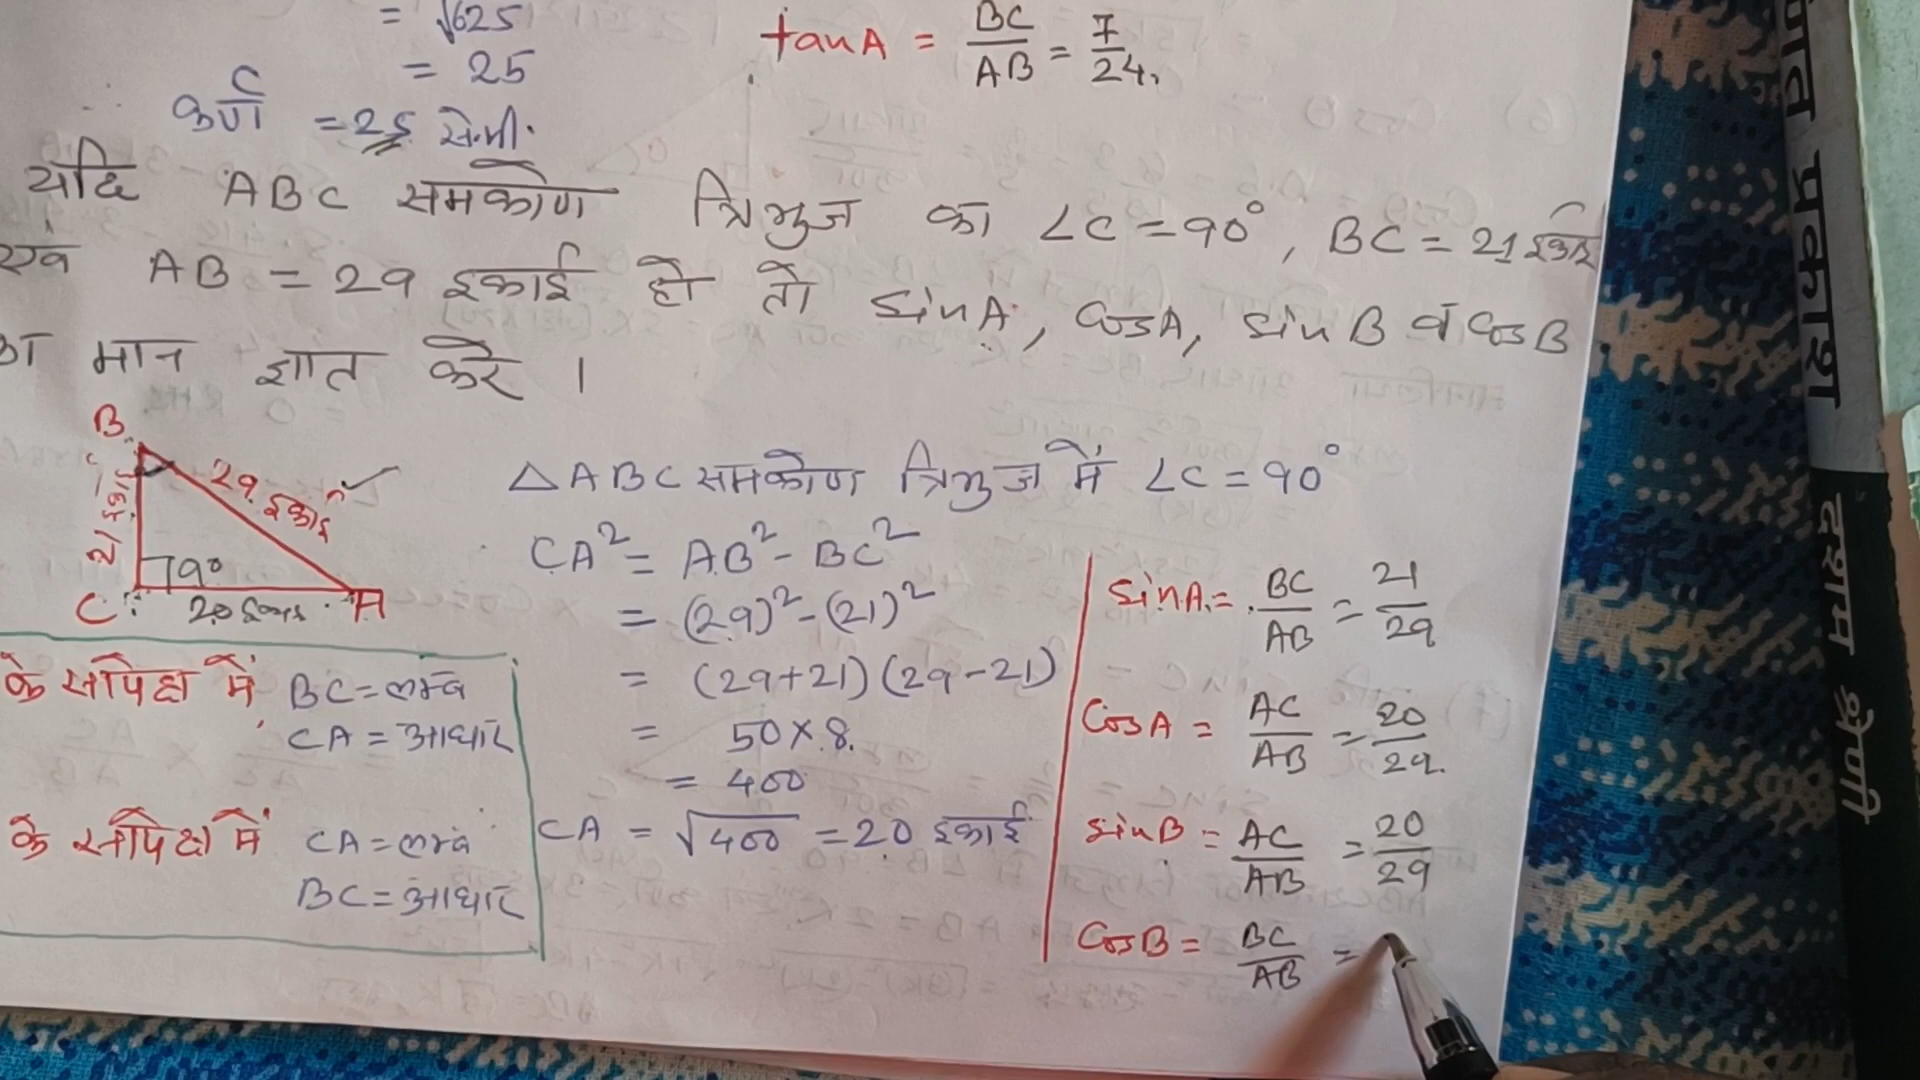 = √625
= 25
कर्ण = 25 से.मी.
tanA = BC/AB = 7/24.
यदि ABC समकोण त्रिभुज का ∠C = 90°, BC = 21 इकाई
एवं AB = 29 इकाई हो तो sinA, cosA, sinB व cosB
का मान ज्ञात करे ।
B
29 इकाई
21 इकाई
90
C
20 इकाई
A
के सापेक्ष में BC = लम्ब
CA = आधार
के सापेक्ष में CA = लम्ब
BC = आधार
△ABC समकोण त्रिभुज में ∠C = 90°
CA² = AB² - BC²
= (29)² - (21)²
= (29+21) (29-21)
= 50 × 8.
= 400
CA = √400 = 20 इकाई
sinA = BC/AB = 21/29
CosA = AC/AB = 20/29.
sinB = AC/AB = 20/29
CosB = BC/AB =
ज्ञान प्रकाश दशम श्रेणी